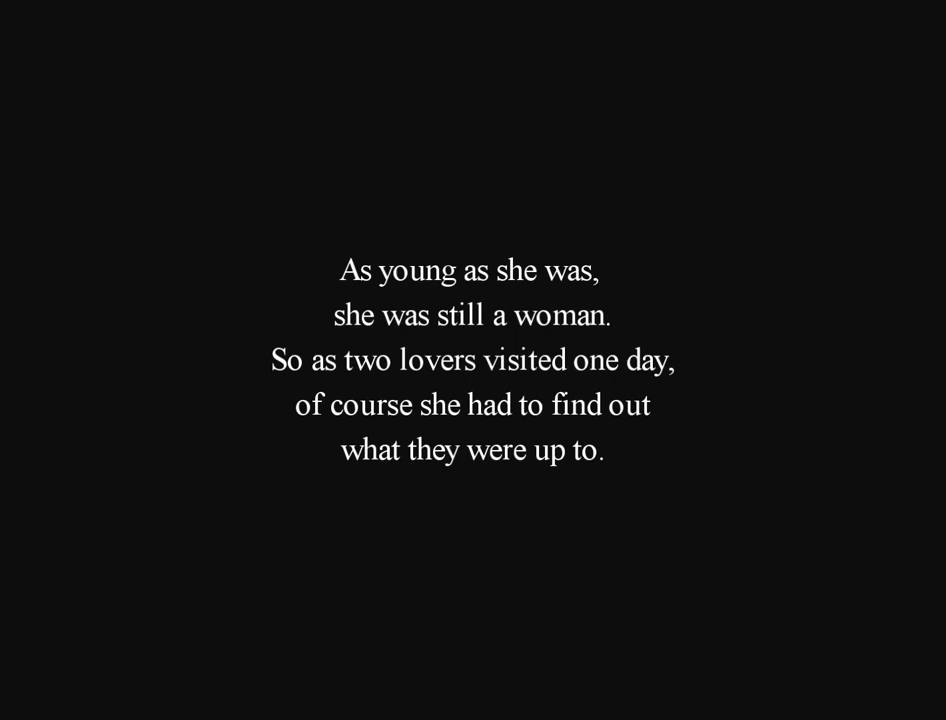 As young as she was,
she was still a woman.
So as two lovers visited one day,
of course she had to find out
what they were up to.